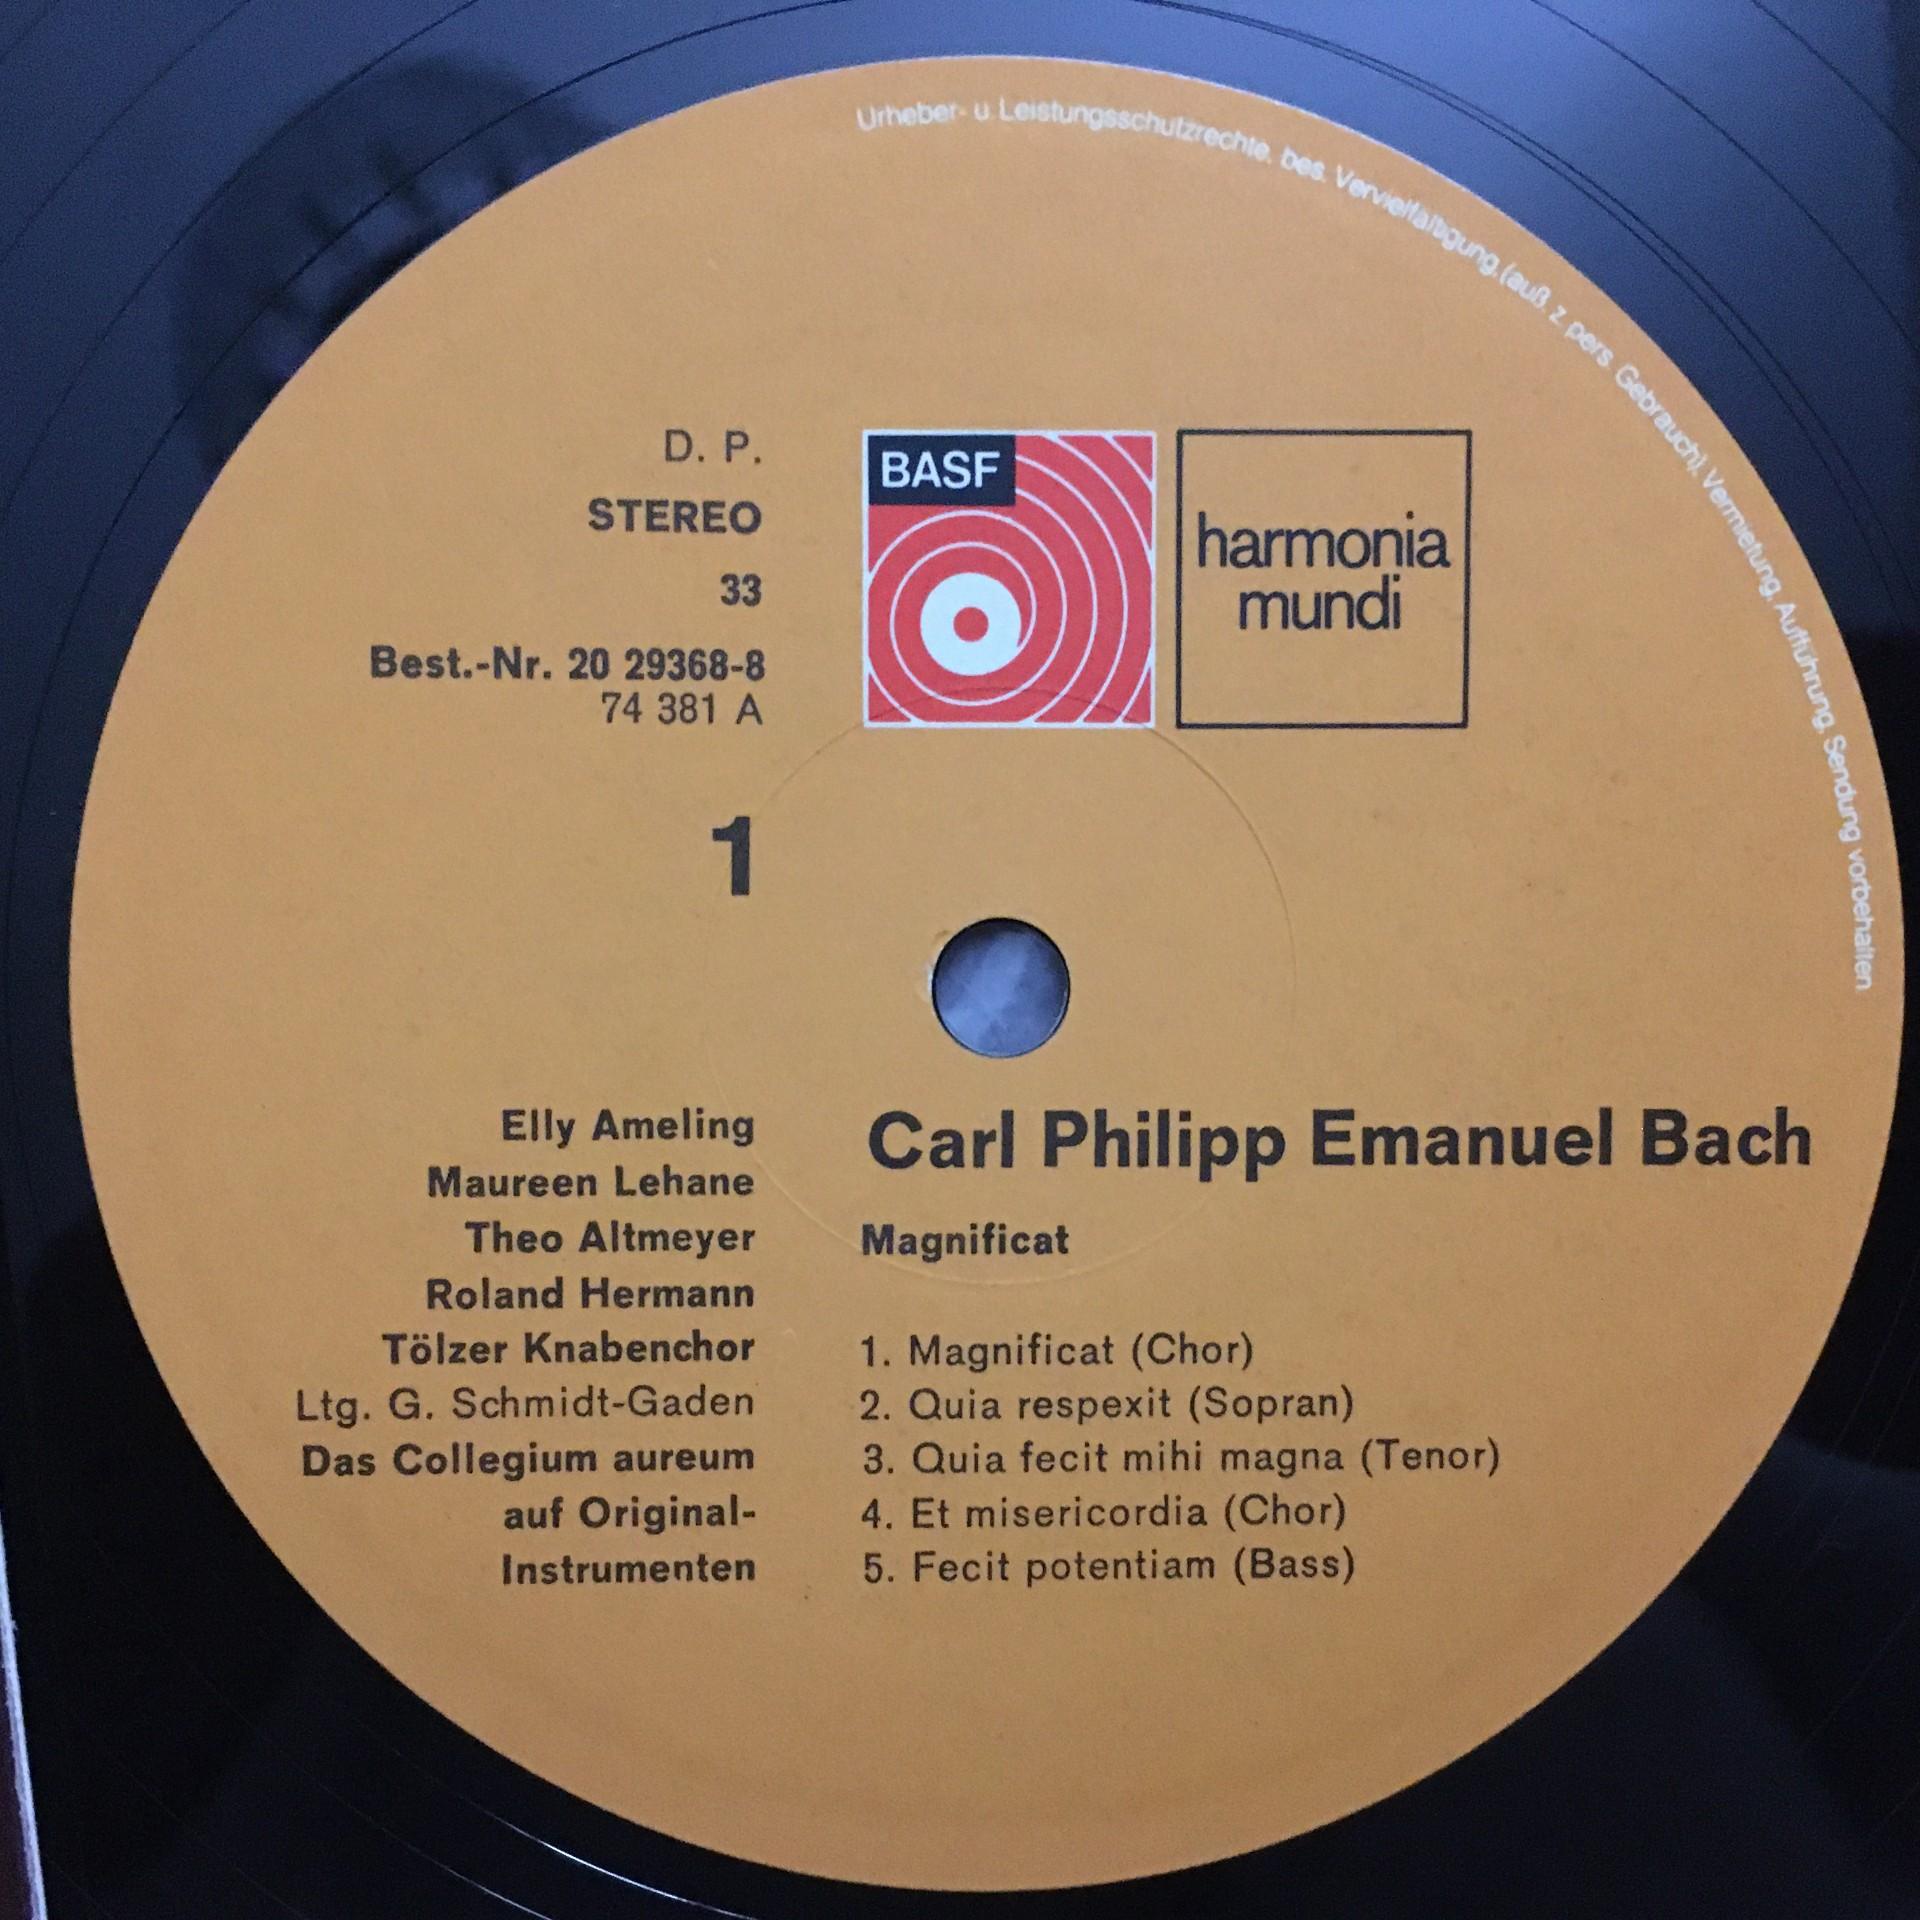 Urheber- u. Leistungsschutzrechte, bes. Vervielfältigung, (auß. z. pers. Gebrauch), Vermietung, Aufführung, Sendung vorbehalten
D. P.
STEREO
33
Best.-Nr. 20 29368-8
74 381 A
BASF
harmonia
mundi
1
Elly Ameling
Maureen Lehane
Theo Altmeyer
Roland Hermann
Tölzer Knabenchor
Ltg. G. Schmidt-Gaden
Das Collegium aureum
auf Original-
Instrumenten
Carl Philipp Emanuel Bach
Magnificat
1. Magnificat (Chor)
2. Quia respexit (Sopran)
3. Quia fecit mihi magna (Tenor)
4. Et misericordia (Chor)
5. Fecit potentiam (Bass)